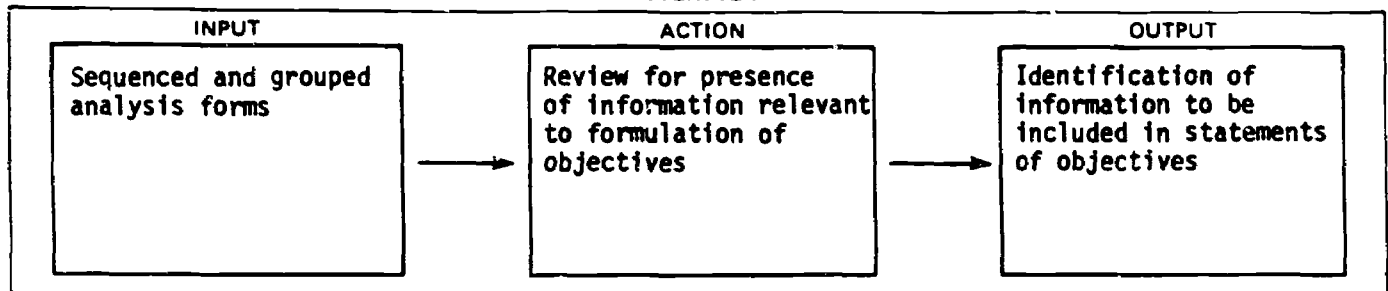 INPUT
Sequenced and grouped
analysis forms
ACTION
Review for presence
of information relevant
to formulation of
objectives
OUTPUT
Identification of
information to be
included in statements
of objectives